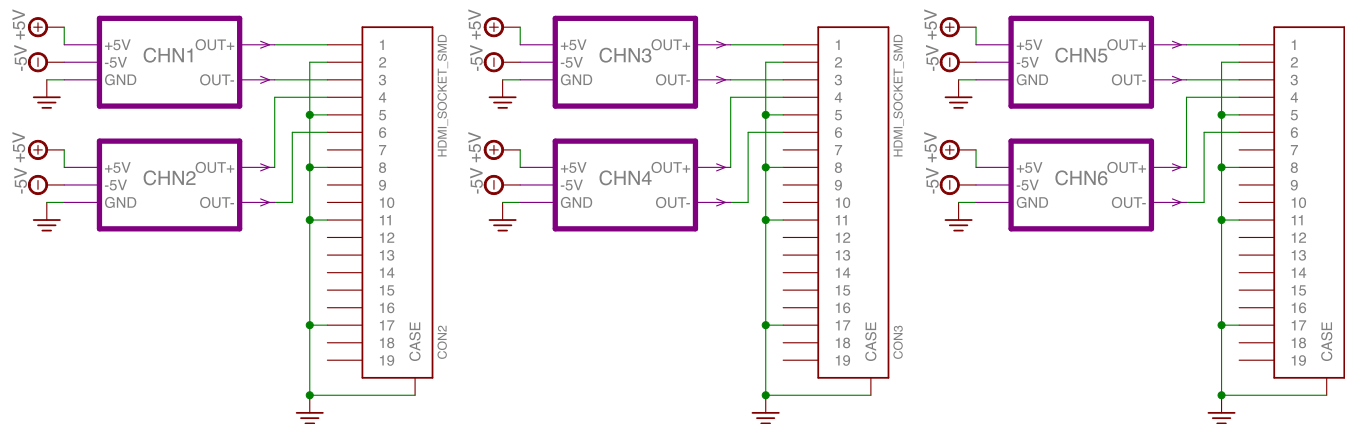 +5V
-5V
+5V
-5V
GND
CHN1
OUT+
OUT-
+5V
-5V
+5V
-5V
GND
CHN2
OUT+
OUT-
1
2
3
4
5
6
7
8
9
10
11
12
13
14
15
16
17
18
19
CASE
HDMI_SOCKET_SMD
CON2
+5V
-5V
+5V
-5V
GND
CHN3
OUT+
OUT-
+5V
-5V
+5V
-5V
GND
CHN4
OUT+
OUT-
1
2
3
4
5
6
7
8
9
10
11
12
13
14
15
16
17
18
19
CASE
HDMI_SOCKET_SMD
CON3
+5V
-5V
+5V
-5V
GND
CHN5
OUT+
OUT-
+5V
-5V
+5V
-5V
GND
CHN6
OUT+
OUT-
1
2
3
4
5
6
7
8
9
10
11
12
13
14
15
16
17
18
19
CASE